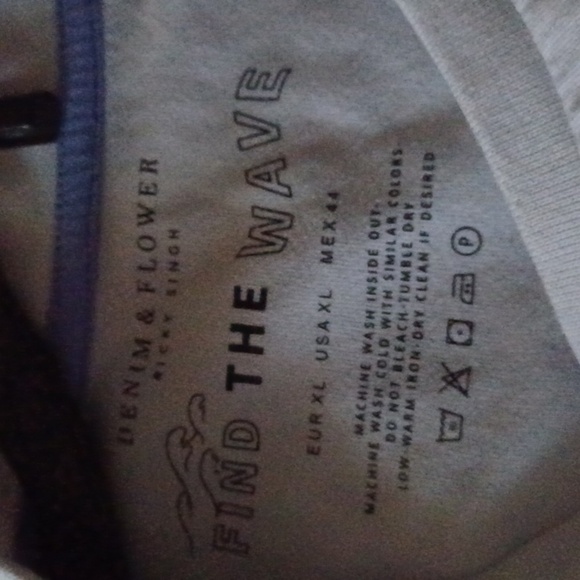 DENIM & FLOWER
RICKY SINGH
FIND THE WAVE
EUR XL USA XL MEX 44
MACHINE WASH INSIDE OUT·
MACHINE WASH COLD WITH SIMILAR COLORS
DO NOT BLEACH·TUMBLE DRY
LOW·WARM IRON·DRY CLEAN IF DESIRED
P